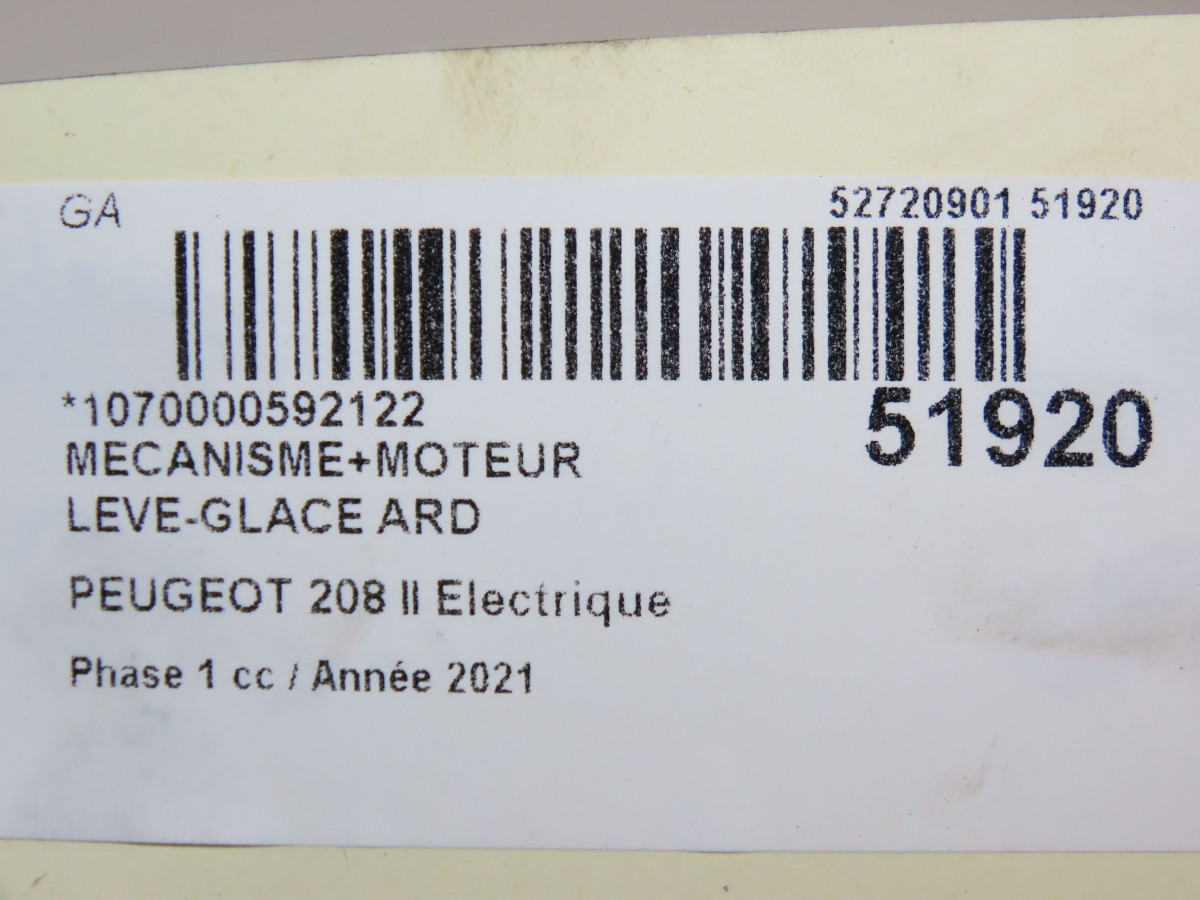 GA
52720901 51920
*1070000592122
51920
MECANISME+MOTEUR
LEVE-GLACE ARD
PEUGEOT 208 II Electrique
Phase 1 cc / Année 2021